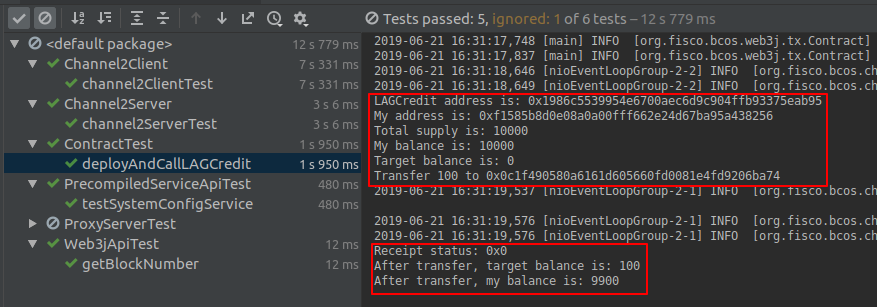 Tests passed: 5, ignored: 1 of 6 tests – 12 s 779 ms
<default package> 12 s 779 ms
Channel2Client 7 s 331 ms
channel2ClientTest 7 s 331 ms
Channel2Server 3 s 6 ms
channel2ServerTest 3 s 6 ms
ContractTest 1 s 950 ms
deployAndCallLAGCredit 1 s 950 ms
PrecompiledServiceApiTest 480 ms
testSystemConfigService 480 ms
ProxyServerTest
Web3jApiTest 12 ms
getBlockNumber 12 ms
2019-06-21 16:31:17,748 [main] INFO [org.fisco.bcos.web3j.tx.Contract]
2019-06-21 16:31:17,837 [main] INFO [org.fisco.bcos.web3j.tx.Contract]
2019-06-21 16:31:18,646 [nioEventLoopGroup-2-2] INFO [org.fisco.bcos.ch
2019-06-21 16:31:18,649 [nioEventLoopGroup-2-2] INFO [org.fisco.bcos.ch
LAGCredit address is: 0x1986c5539954e6700aec6d9c904ffb93375eab95
My address is: 0xf1585b8d0e08a0a00fff662e24d67ba95a438256
Total supply is: 10000
My balance is: 10000
Target balance is: 0
Transfer 100 to 0x0c1f490580a6161d605660fd0081e4fd9206ba74
2019-06-21 16:31:19,537 [nioEventLoopGroup-2-1] INFO [org.fisco.bcos.ch
2019-06-21 16:31:19,576 [nioEventLoopGroup-2-1] INFO [org.fisco.bcos.ch
2019-06-21 16:31:19,576 [nioEventLoopGroup-2-1] INFO [org.fisco.bcos.ch
Receipt status: 0x0
After transfer, target balance is: 100
After transfer, my balance is: 9900